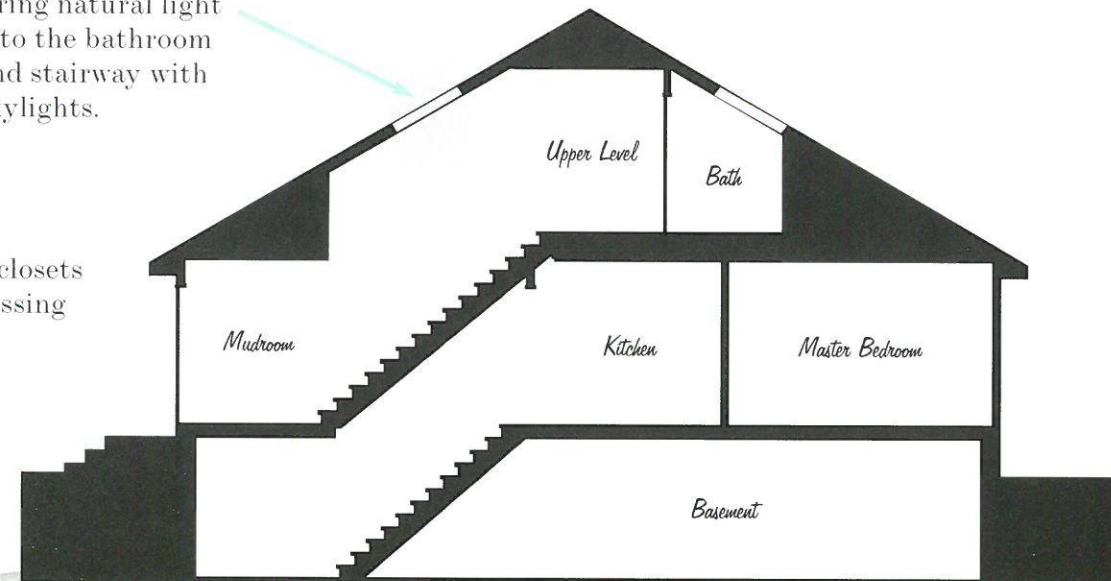 ring natural light
to the bathroom
nd stairway with
ylights.
Upper Level
Bath
closets
ssing
Mudroom
Kitchen
Master Bedroom
Basement